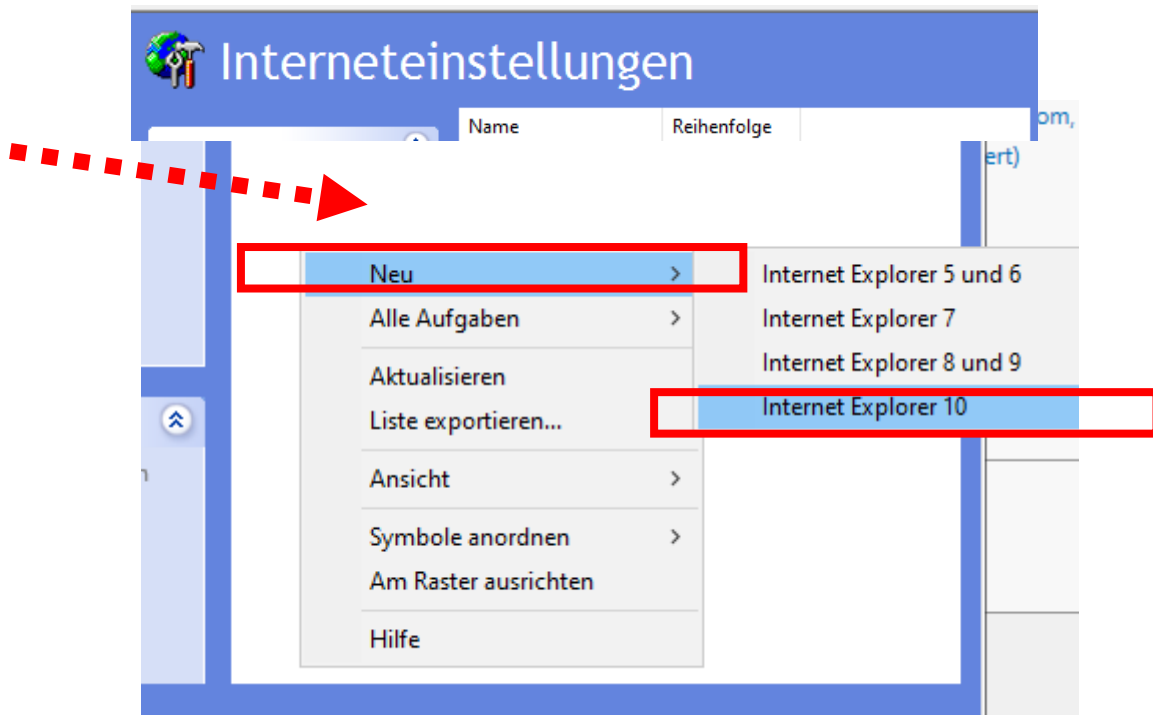 Interneteinstellungen
Name Reihenfolge
om,
ert)
Neu
Alle Aufgaben
Aktualisieren
Liste exportieren...
Ansicht
Symbole anordnen
Am Raster ausrichten
Hilfe
Internet Explorer 5 und 6
Internet Explorer 7
Internet Explorer 8 und 9
Internet Explorer 10
n